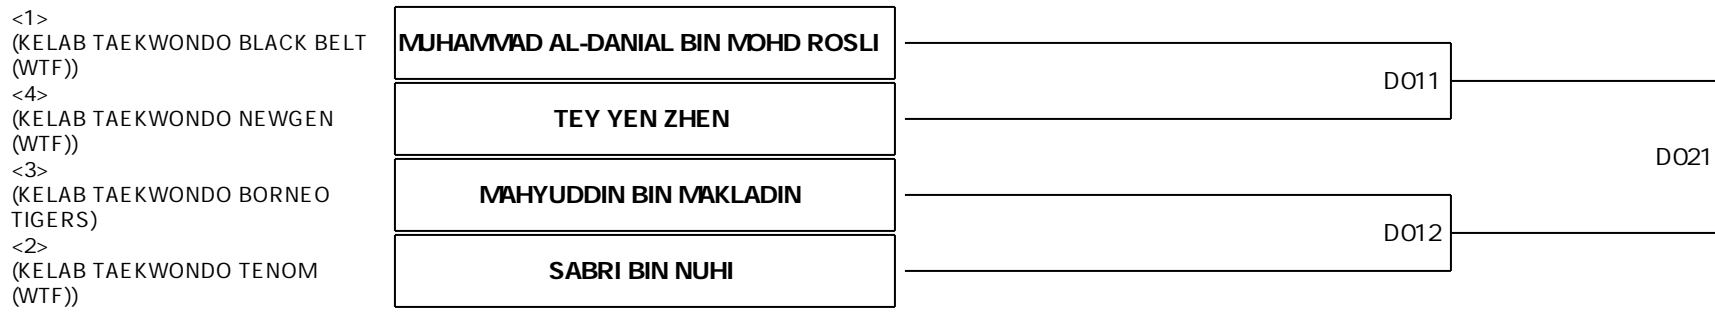 <1>
(KELAB TAEKWONDO BLACK BELT
(WTF))
MUHAMMAD AL-DANIAL BIN MOHD ROSLI
D011
<4>
(KELAB TAEKWONDO NEWGEN
(WTF))
TEY YEN ZHEN
D021
<3>
(KELAB TAEKWONDO BORNEO
TIGERS)
MAHYUDDIN BIN MAKLADIN
D012
<2>
(KELAB TAEKWONDO TENOM
(WTF))
SABRI BIN NUHI